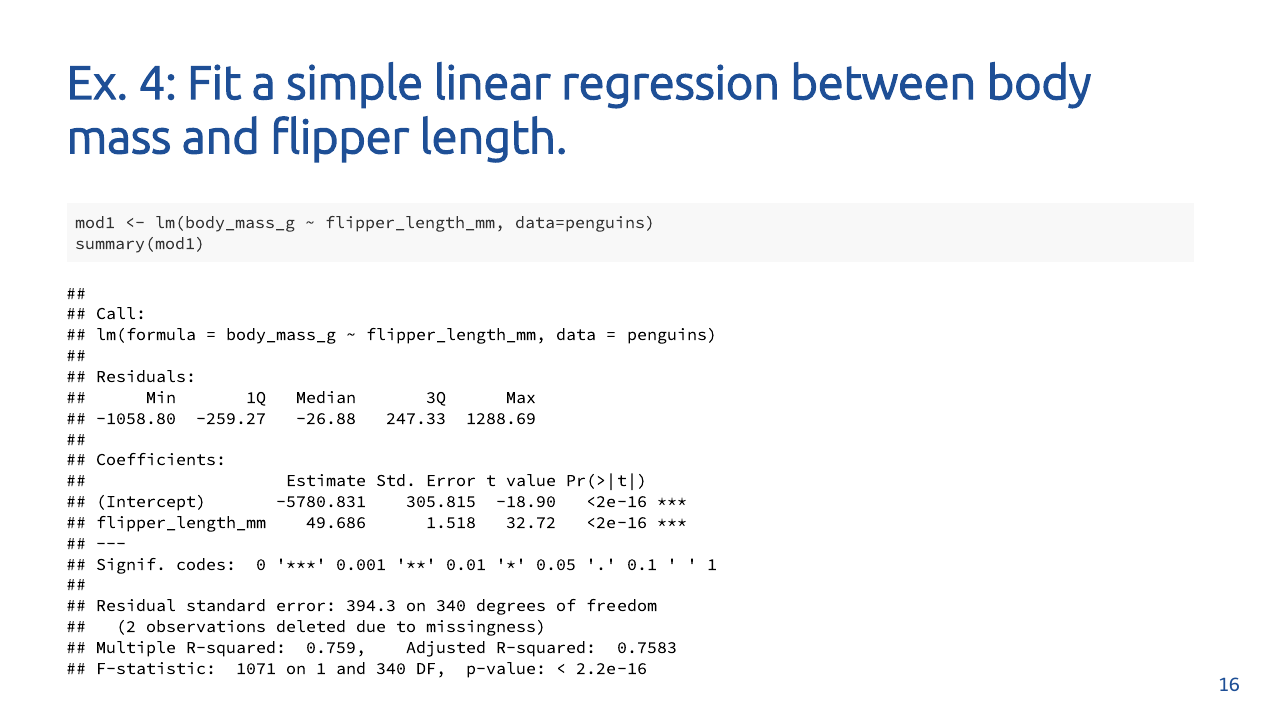 Ex. 4: Fit a simple linear regression between body
mass and flipper length.
mod1 <- lm(body_mass_g ~ flipper_length_mm, data=penguins)
summary(mod1)
##
## Call:
## lm(formula = body_mass_g ~ flipper_length_mm, data = penguins)
##
## Residuals:
##      Min       1Q   Median       3Q      Max
## -1058.80  -259.27   -26.88   247.33  1288.69
##
## Coefficients:
##                    Estimate Std. Error t value Pr(>|t|)
## (Intercept)       -5780.831    305.815  -18.90   <2e-16 ***
## flipper_length_mm    49.686      1.518   32.72   <2e-16 ***
## ---
## Signif. codes:  0 '***' 0.001 '**' 0.01 '*' 0.05 '.' 0.1 ' ' 1
##
## Residual standard error: 394.3 on 340 degrees of freedom
##   (2 observations deleted due to missingness)
## Multiple R-squared:  0.759,    Adjusted R-squared:  0.7583
## F-statistic:  1071 on 1 and 340 DF,  p-value: < 2.2e-16
16